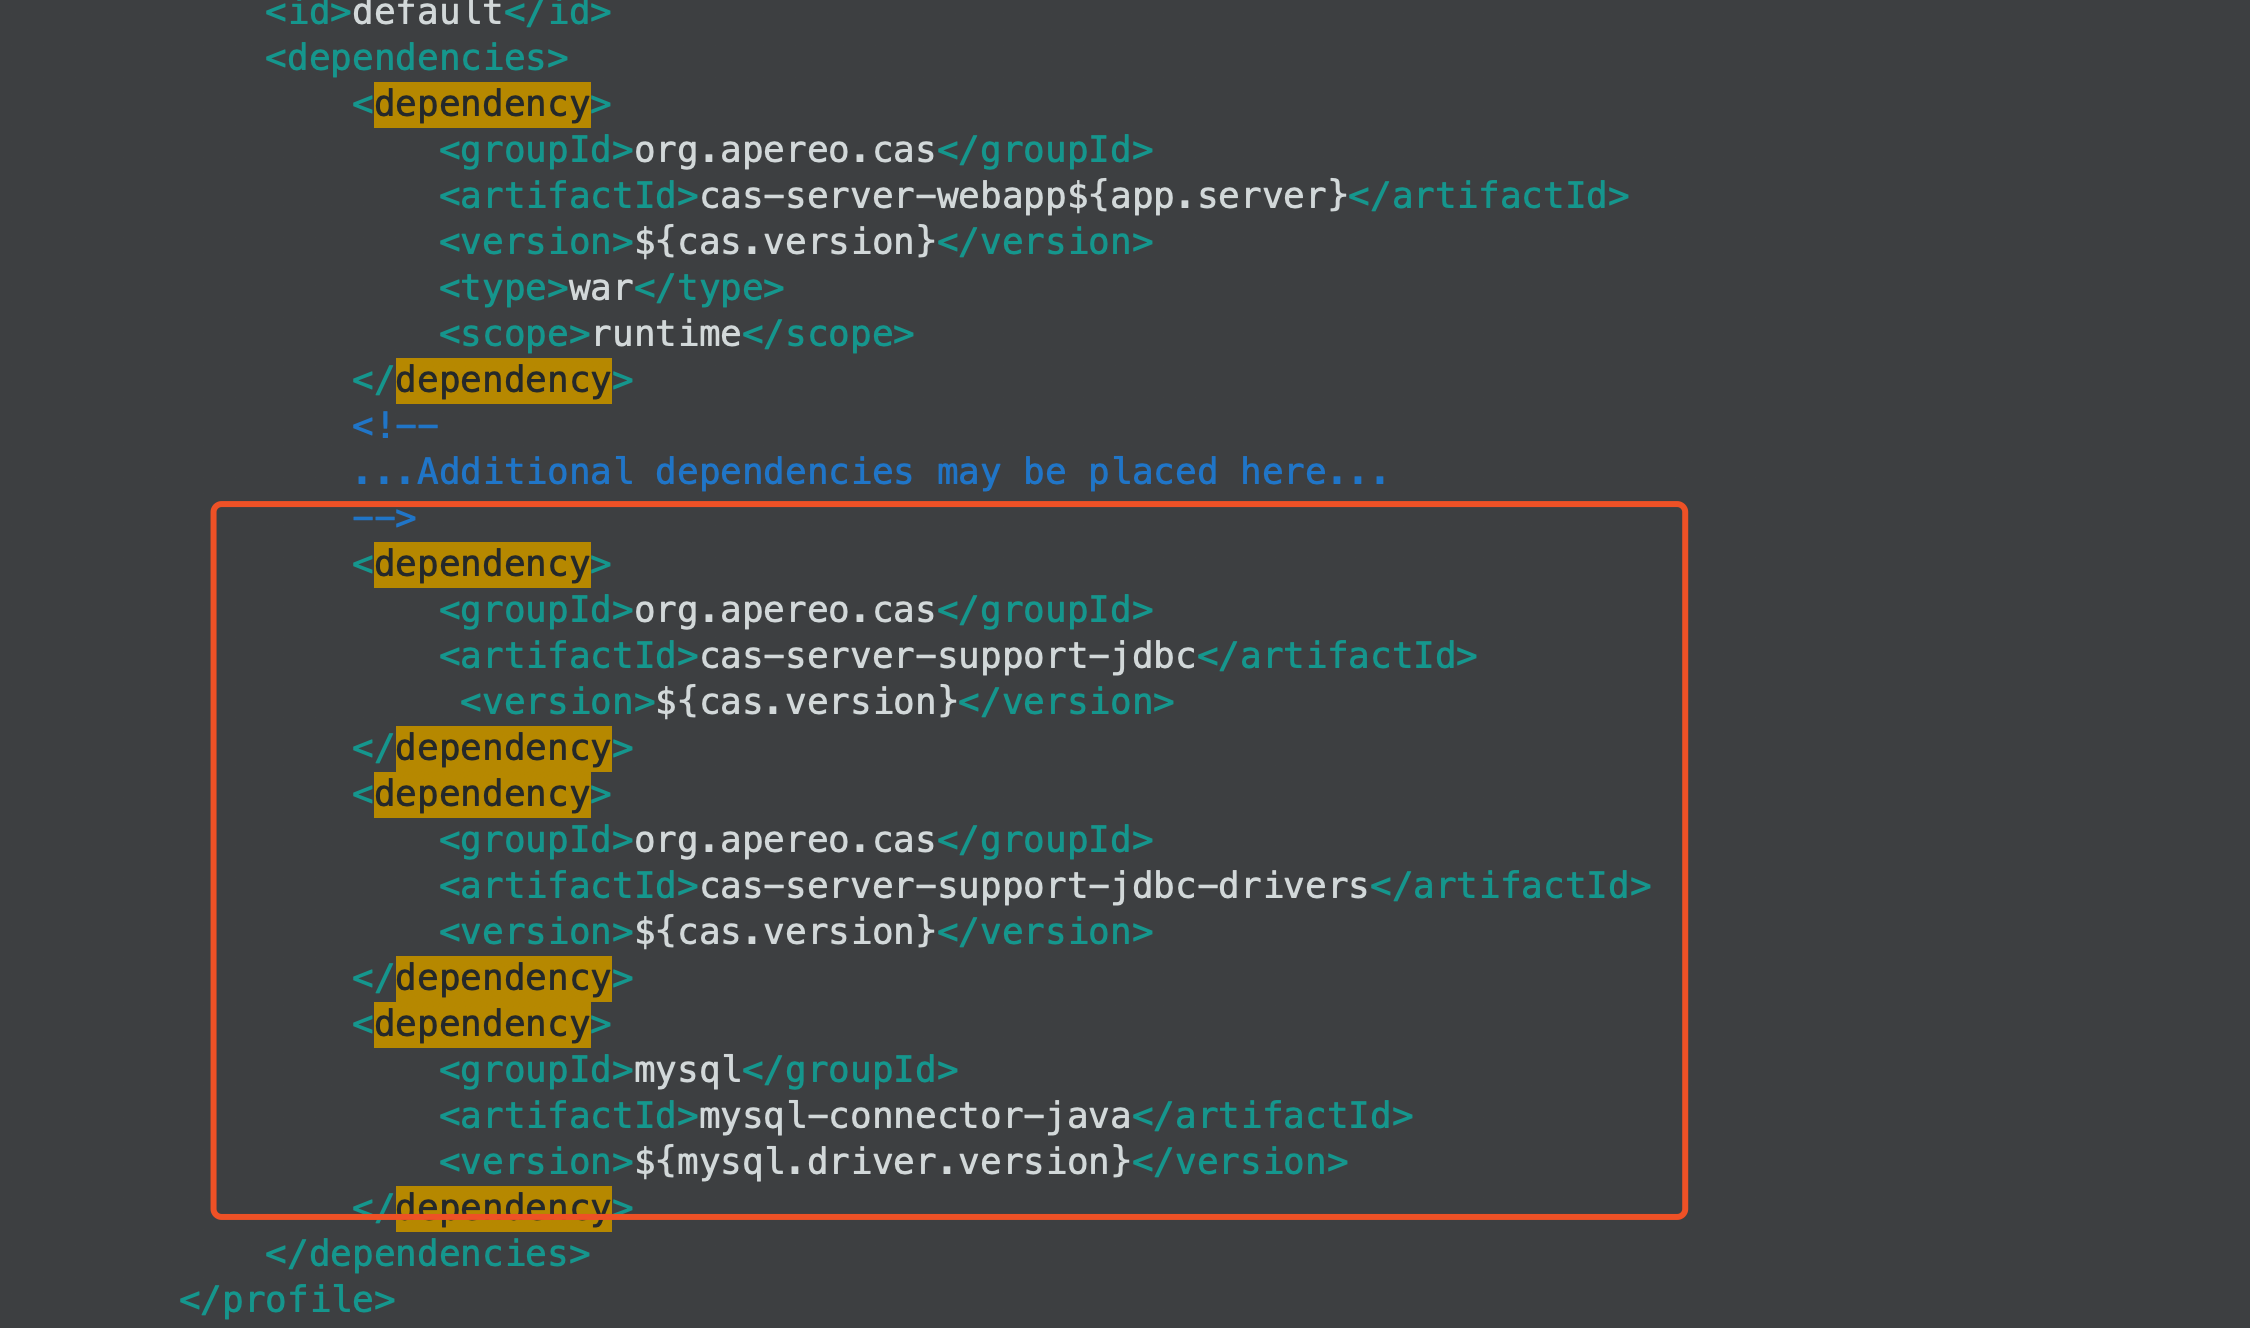 <id>default</id>
<dependencies>
<dependency>
<groupId>org.apereo.cas</groupId>
<artifactId>cas-server-webapp${app.server}</artifactId>
<version>${cas.version}</version>
<type>war</type>
<scope>runtime</scope>
</dependency>
<!--
...Additional dependencies may be placed here...
-->
<dependency>
<groupId>org.apereo.cas</groupId>
<artifactId>cas-server-support-jdbc</artifactId>
<version>${cas.version}</version>
</dependency>
<dependency>
<groupId>org.apereo.cas</groupId>
<artifactId>cas-server-support-jdbc-drivers</artifactId>
<version>${cas.version}</version>
</dependency>
<dependency>
<groupId>mysql</groupId>
<artifactId>mysql-connector-java</artifactId>
<version>${mysql.driver.version}</version>
</dependency>
</dependencies>
</profile>